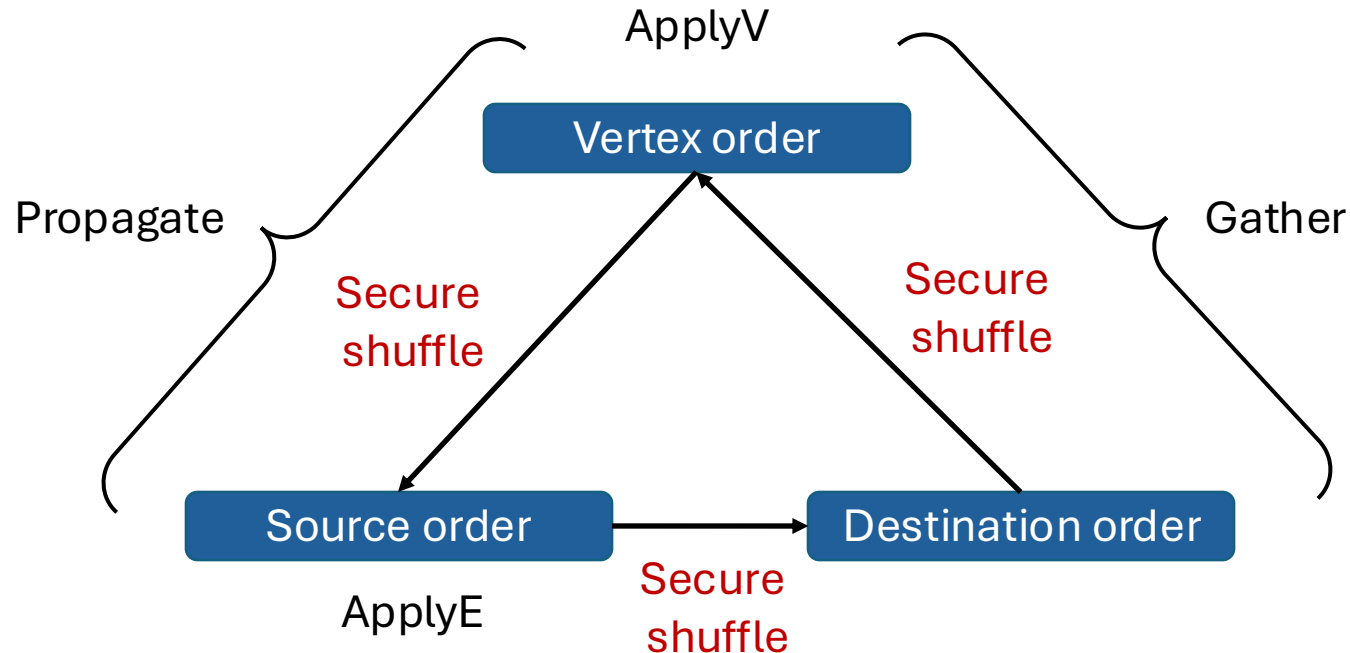 ApplyV
Vertex order
Propagate
Gather
Secure
shuffle
Secure
shuffle
Source order
Destination order
Secure
shuffle
ApplyE